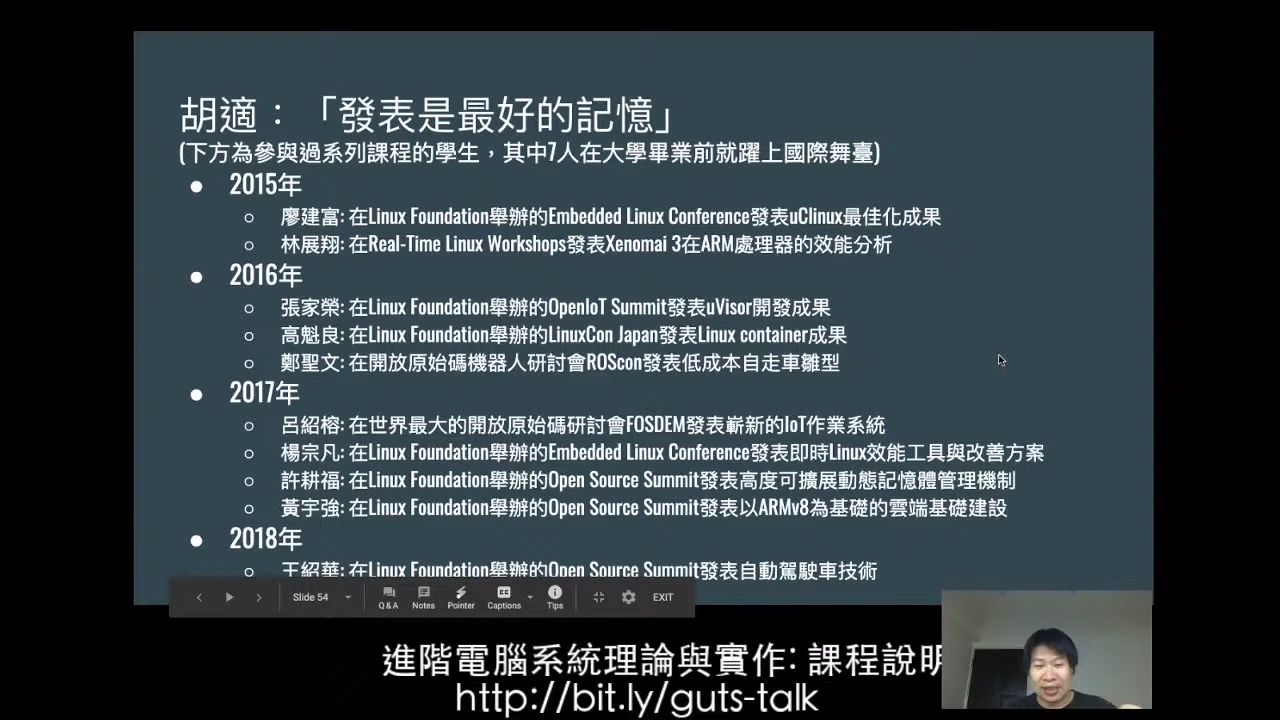 胡適：「發表是最好的記憶」
(下方為參與過系列課程的學生，其中7人在大學畢業前就躍上國際舞臺)
● 2015年
○ 廖建富: 在Linux Foundation舉辦的Embedded Linux Conference發表uClinux最佳化成果
○ 林展翔: 在Real-Time Linux Workshops發表Xenomai 3在ARM處理器的效能分析
● 2016年
○ 張家榮: 在Linux Foundation舉辦的OpenIoT Summit發表uVisor開發成果
○ 高魁良: 在Linux Foundation舉辦的LinuxCon Japan發表Linux container成果
○ 鄭聖文: 在開放原始碼機器人研討會ROScon發表低成本自走車雛型
● 2017年
○ 呂紹榕: 在世界最大的開放原始碼研討會FOSDEM發表嶄新的IoT作業系統
○ 楊宗凡: 在Linux Foundation舉辦的Embedded Linux Conference發表即時Linux效能工具與改善方案
○ 許耕福: 在Linux Foundation舉辦的Open Source Summit發表高度可擴展動態記憶體管理機制
○ 黃宇強: 在Linux Foundation舉辦的Open Source Summit發表以ARMv8為基礎的雲端基礎建設
● 2018年
○ 王紹華: 在Linux Foundation舉辦的Open Source Summit發表自動駕駛車技術
Slide 54 Q&A Notes Pointer Captions Tips EXIT
進階電腦系統理論與實作: 課程說明
http://bit.ly/guts-talk